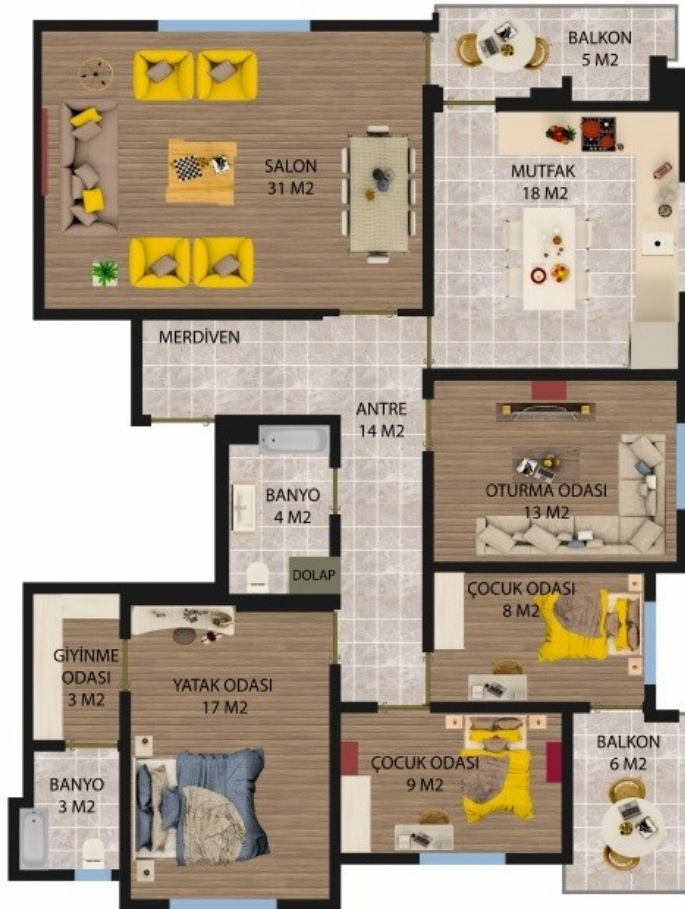 BALKON
5 M2
SALON
31 M2
MUTFAK
18 M2
MERDİVEN
ANTRE
14 M2
BANYO
4 M2
OTURMA ODASI
13 M2
DOLAP
ÇOCUK ODASI
8 M2
GİYİNME
ODASI
3 M2
YATAK ODASI
17 M2
BALKON
6 M2
ÇOCUK ODASI
9 M2
BANYO
3 M2